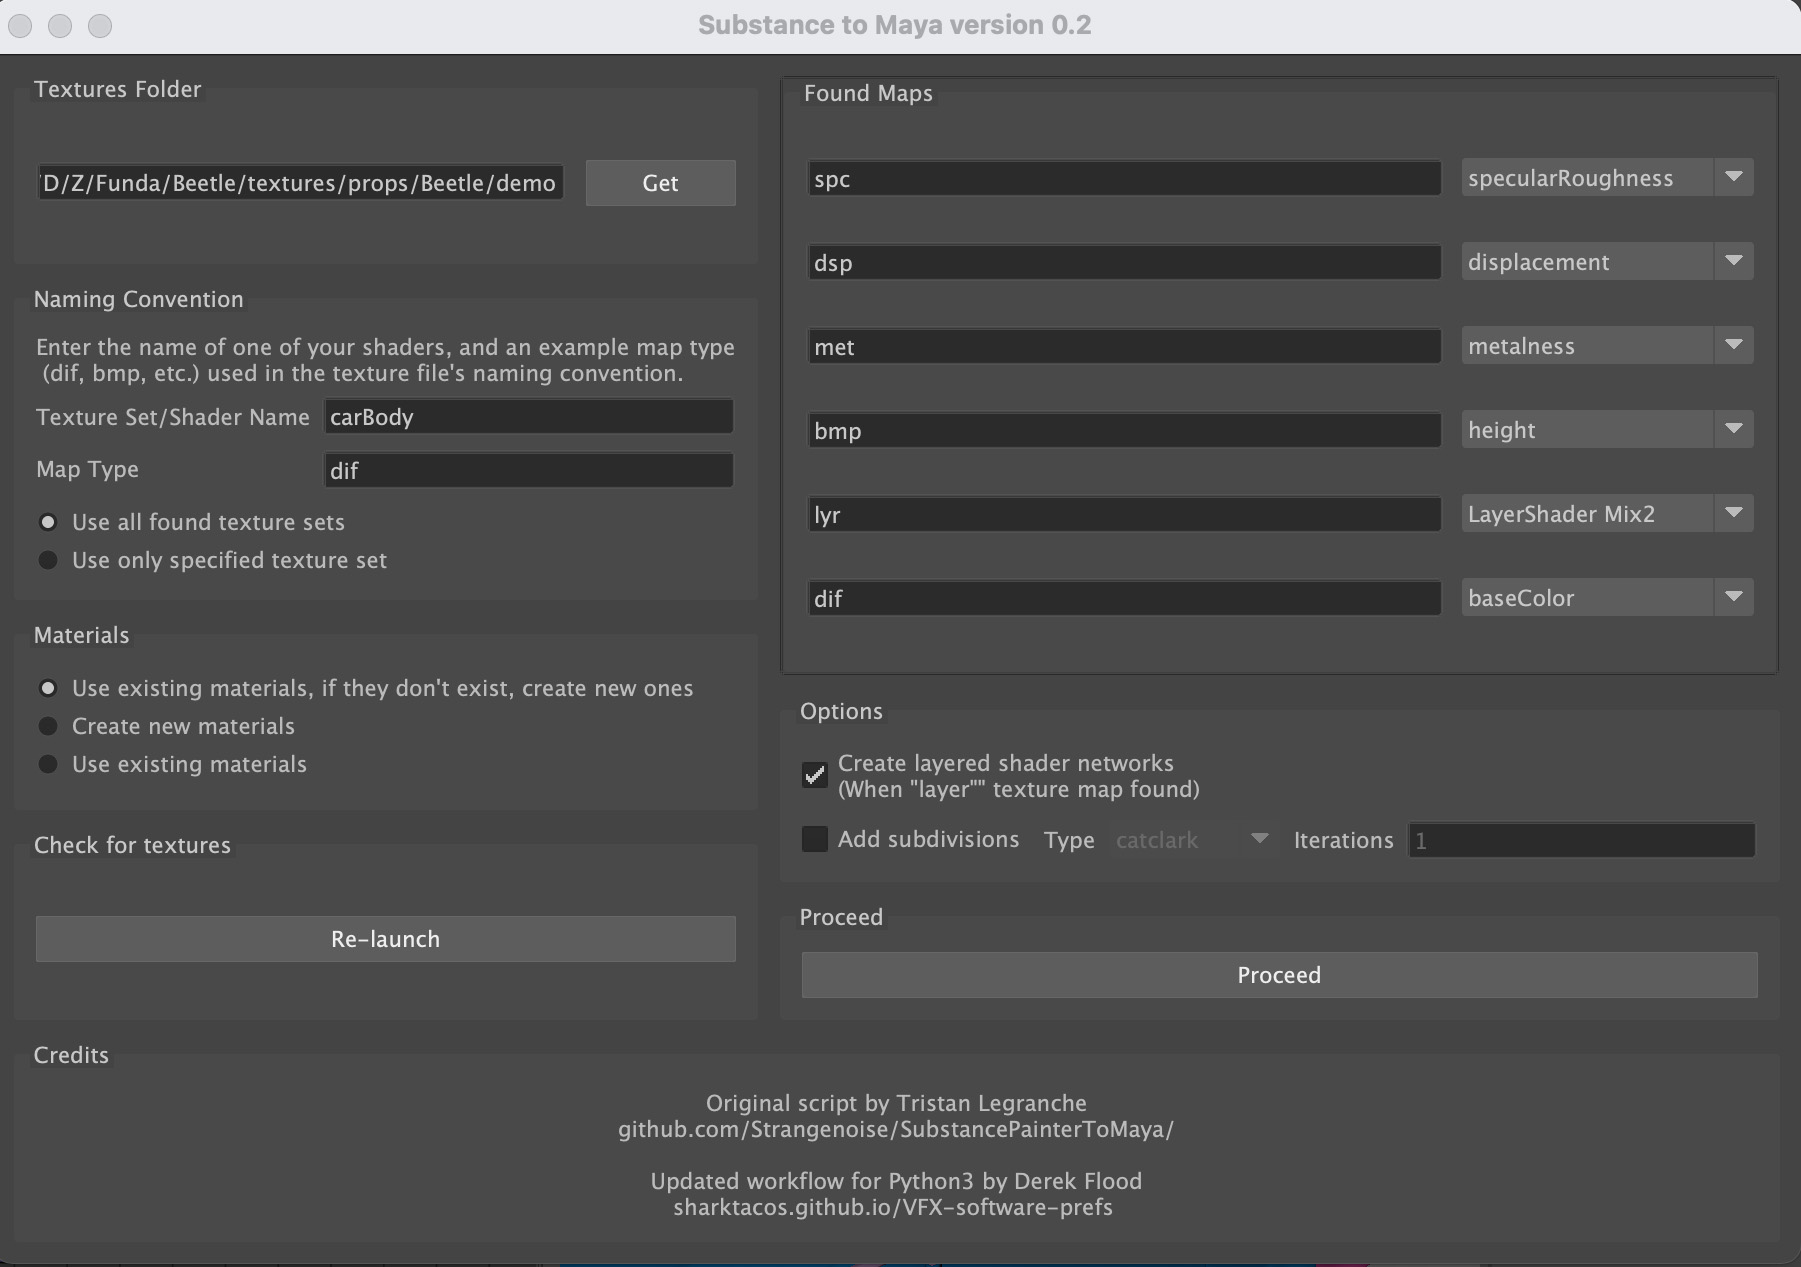 Substance to Maya version 0.2
Textures Folder
D/Z/Funda/Beetle/textures/props/Beetle/demo
Get
Naming Convention
Enter the name of one of your shaders, and an example map type
(dif, bmp, etc.) used in the texture file's naming convention.
Texture Set/Shader Name
carBody
Map Type
dif
Use all found texture sets
Use only specified texture set
Materials
Use existing materials, if they don't exist, create new ones
Create new materials
Use existing materials
Check for textures
Re-launch
Found Maps
spc
specularRoughness
dsp
displacement
met
metalness
bmp
height
lyr
LayerShader Mix2
dif
baseColor
Options
Create layered shader networks
(When "layer"" texture map found)
Add subdivisions
Type
catclark
Iterations
1
Proceed
Proceed
Credits
Original script by Tristan Legranche
github.com/Strangenoise/SubstancePainterToMaya/
Updated workflow for Python3 by Derek Flood
sharktacos.github.io/VFX-software-prefs